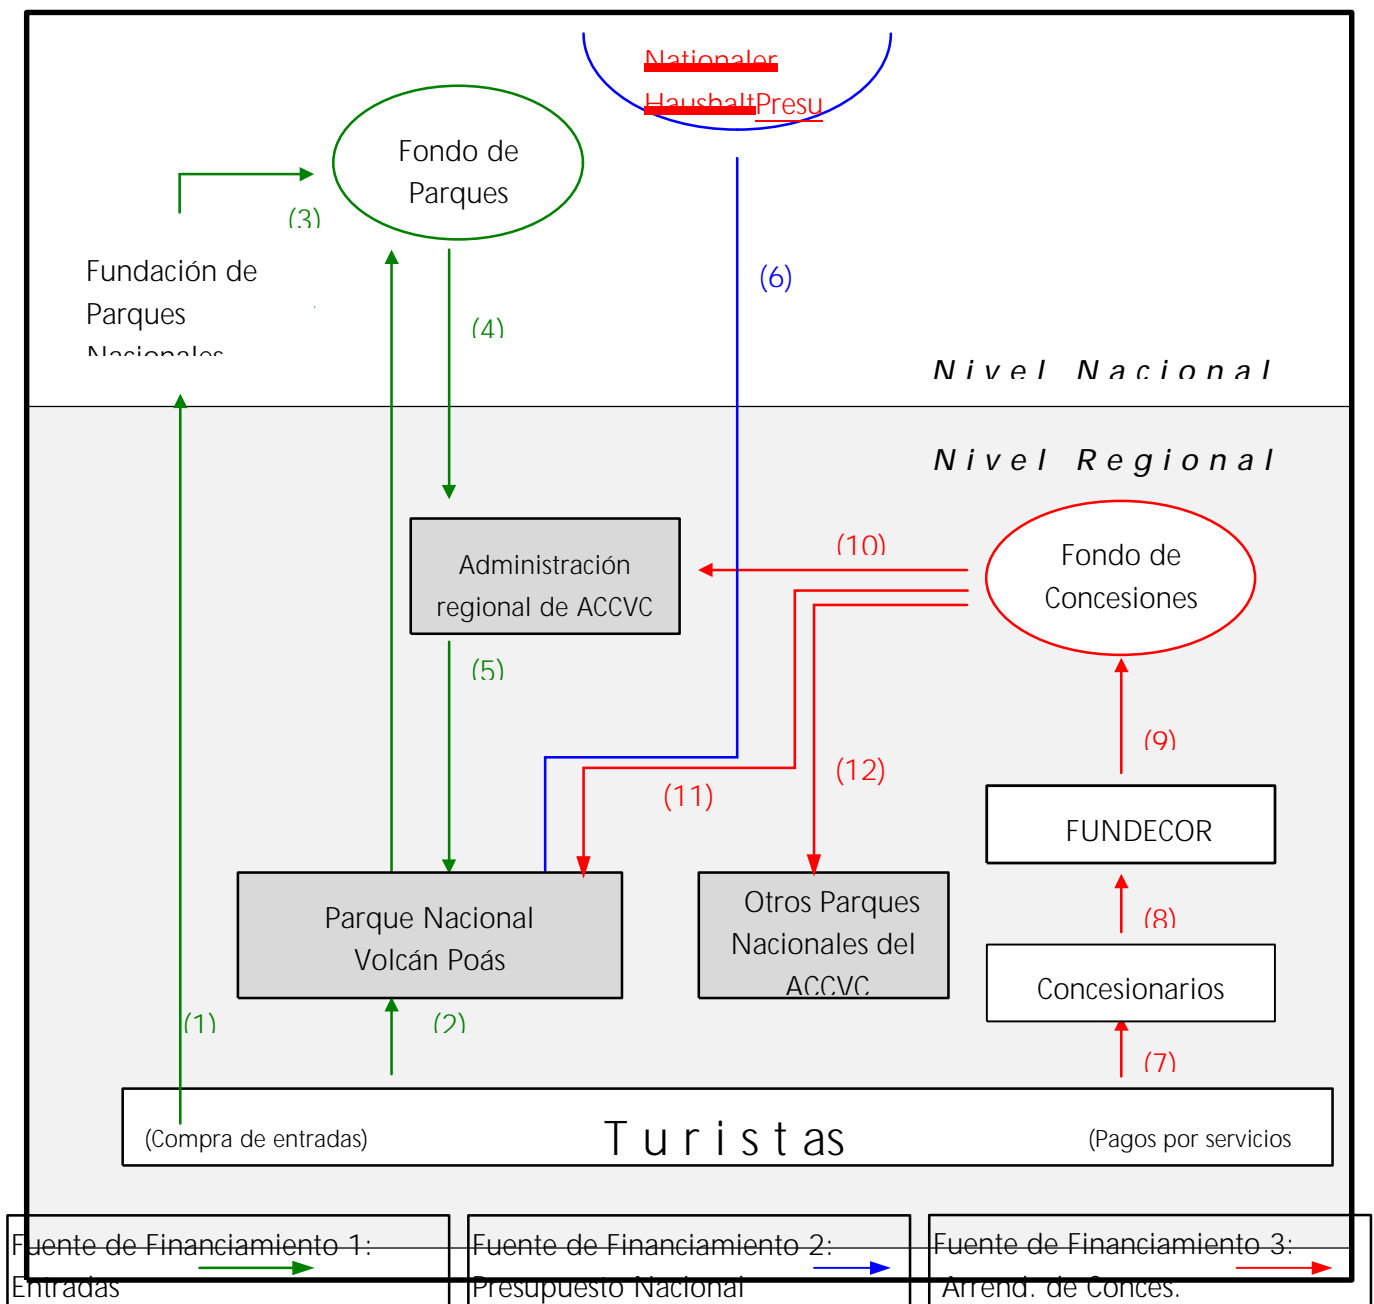 Nationaler
HaushaltPresu
Fondo de
Parques
(3)
Fundación de
Parques
Nacionales
(4)
(6)
Nivel Nacional
Nivel Regional
(10)
Fondo de
Concesiones
Administración
regional de ACCVC
(5)
(9)
(12)
(11)
FUNDECOR
Otros Parques
Nacionales del
ACCVC
Parque Nacional
Volcán Poás
(8)
Concesionarios
(1)
(2)
(7)
(Compra de entradas)
Turistas
(Pagos por servicios
Fuente de Financiamiento 1:
Entradas
Fuente de Financiamiento 2:
Presupuesto Nacional
Fuente de Financiamiento 3:
Arrend. de Conces.